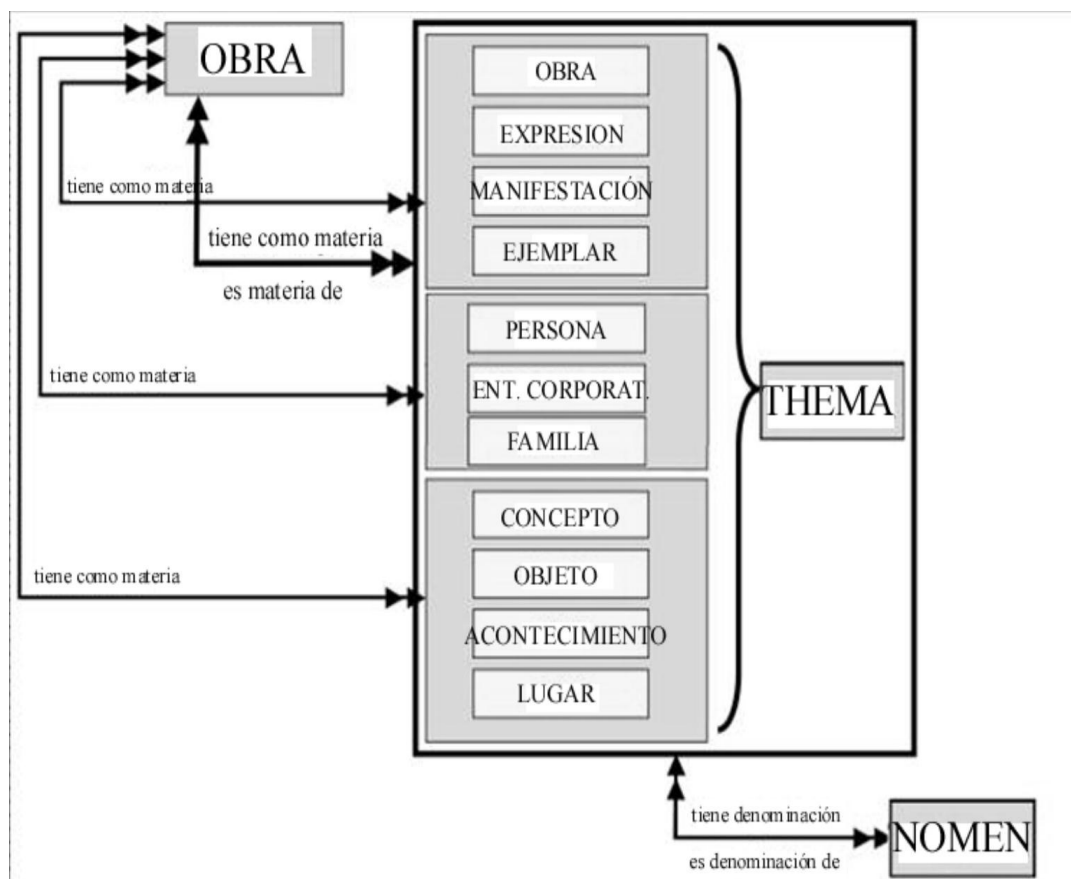 OBRA
OBRA
EXPRESION
MANIFESTACIÓN
EJEMPLAR
tiene como materia
tiene como materia
es materia de
PERSONA
ENT. CORPORAT.
FAMILIA
tiene como materia
THEMA
CONCEPTO
OBJETO
ACONTECIMIENTO
LUGAR
tiene como materia
tiene denominación
es denominación de
NOMEN